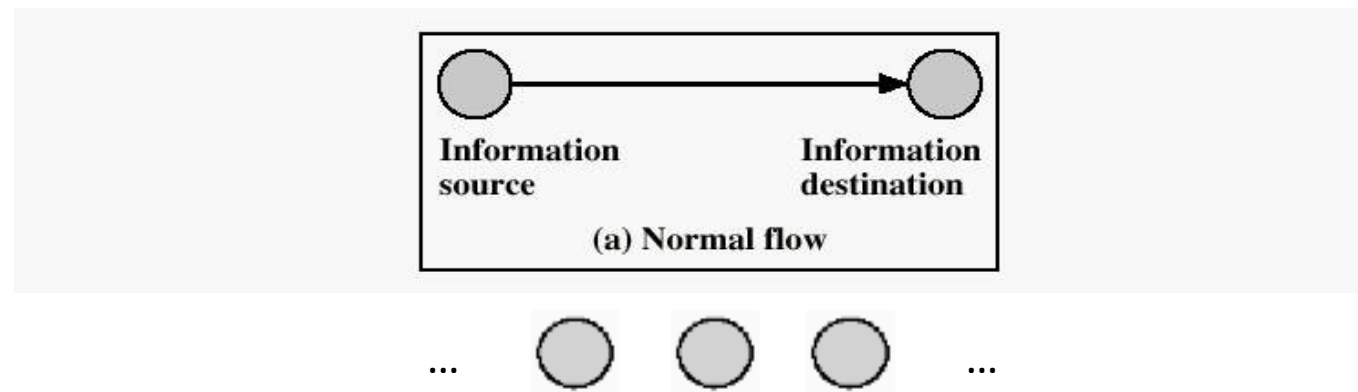 Information Information
source destination
(a) Normal flow
... ...